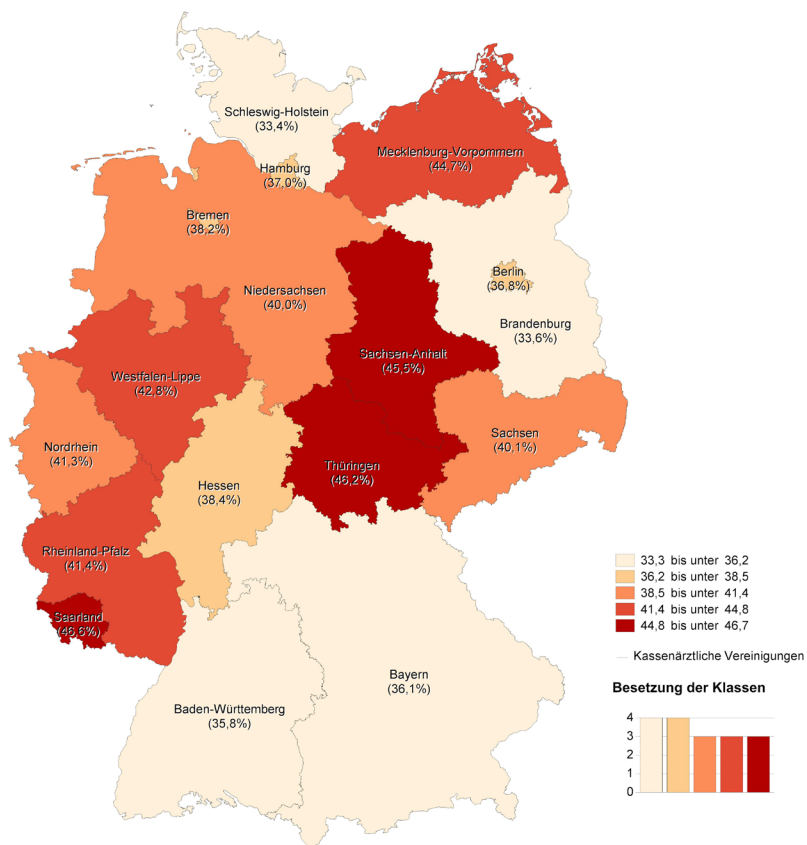 Schleswig-Holstein
(33,4%)
Mecklenburg-Vorpommern
(44,7%)
Hamburg
(37,0%)
Bremen
(38,2%)
Berlin
(36,8%)
Niedersachsen
(40,0%)
Brandenburg
(33,6%)
Sachsen-Anhalt
(45,5%)
Westfalen-Lippe
(42,8%)
Sachsen
(40,1%)
Nordrhein
(41,3%)
Thüringen
(46,2%)
Hessen
(38,4%)
Rheinland-Pfalz
(41,4%)
Saarland
(46,6%)
Bayern
(36,1%)
Baden-Württemberg
(35,8%)
33,3 bis unter 36,2
36,2 bis unter 38,5
38,5 bis unter 41,4
41,4 bis unter 44,8
44,8 bis unter 46,7
Kassenärztliche Vereinigungen
Besetzung der Klassen
4
3
2
1
0